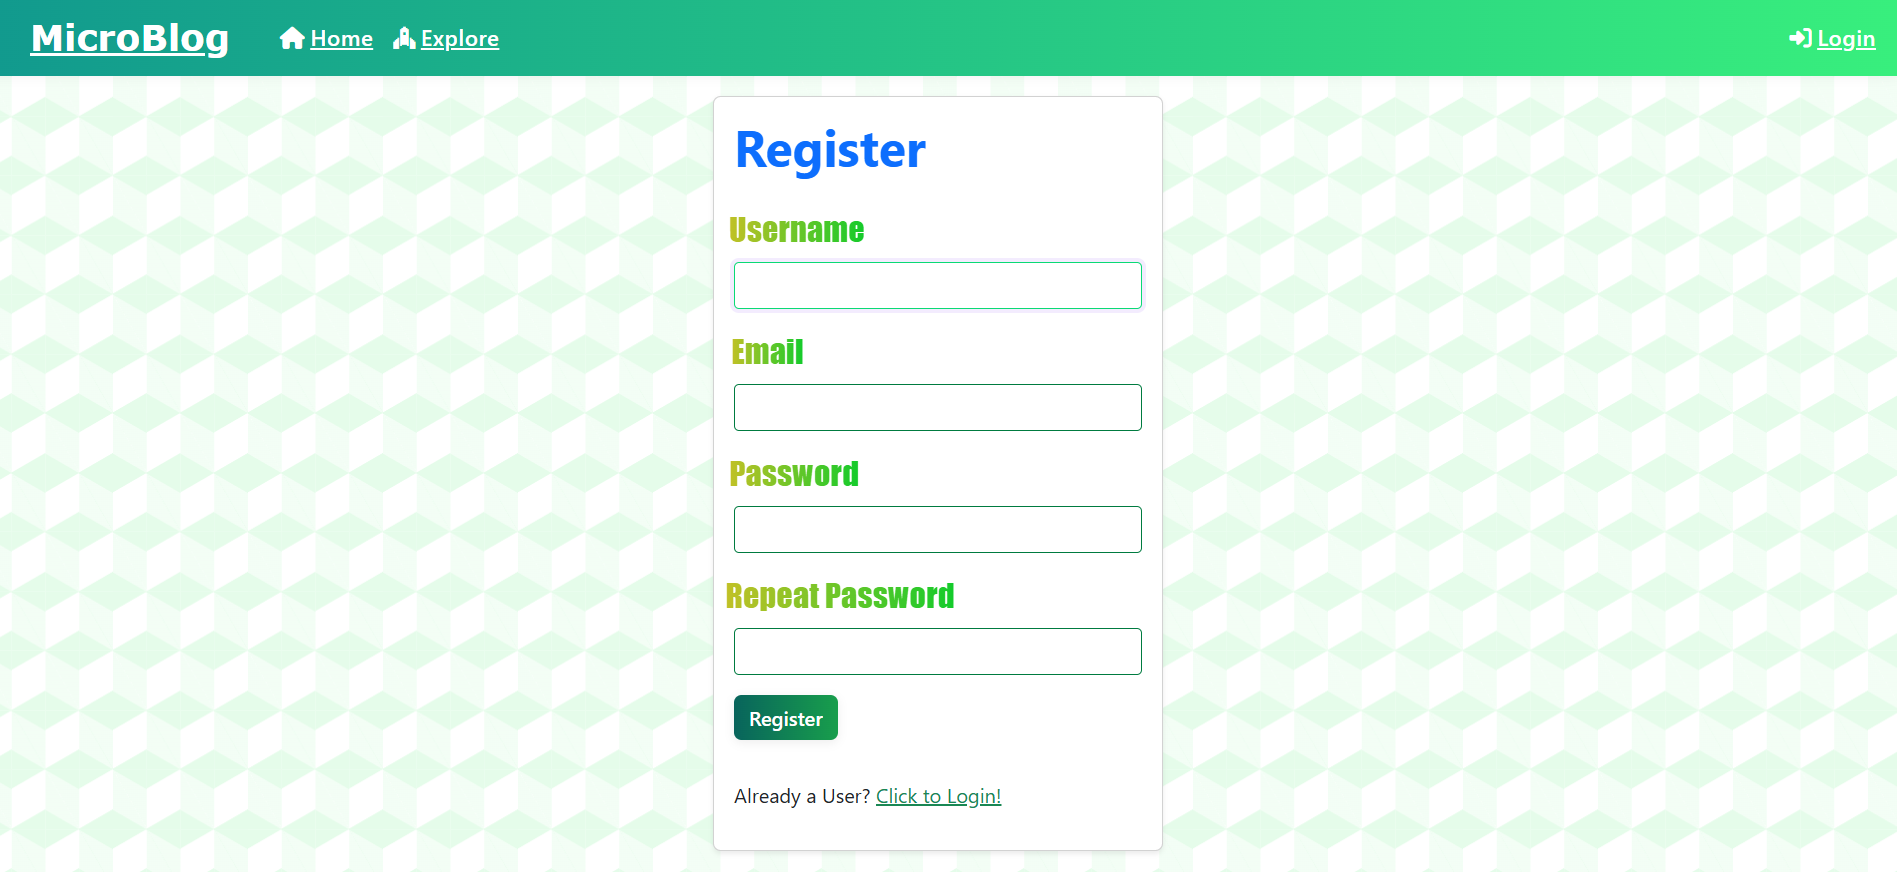 MicroBlog Home Explore Login
Register
Username
Email
Password
Repeat Password
Register
Already a User? Click to Login!